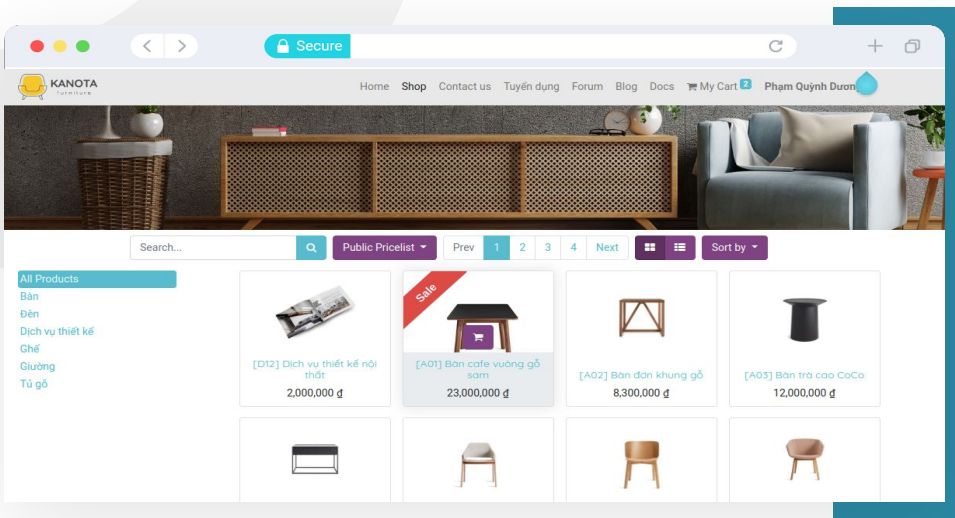 Secure
KANOTA
furniture
Home Shop Contact us Tuyển dụng Forum Blog Docs My Cart 2 Phạm Quỳnh Dương
Search...
Public Pricelist
Prev 1 2 3 4 Next
Sort by
All Products
Bàn
Đèn
Dịch vụ thiết kế
Ghế
Giường
Tủ gỗ
[D12] Dịch vụ thiết kế nội
thất
2,000,000 ₫
Sale
[A01] Bàn cafe vuông gỗ
sam
23,000,000 ₫
[A02] Bàn đơn khung gỗ
8,300,000 ₫
[A03] Bàn trà cao CoCo
12,000,000 ₫